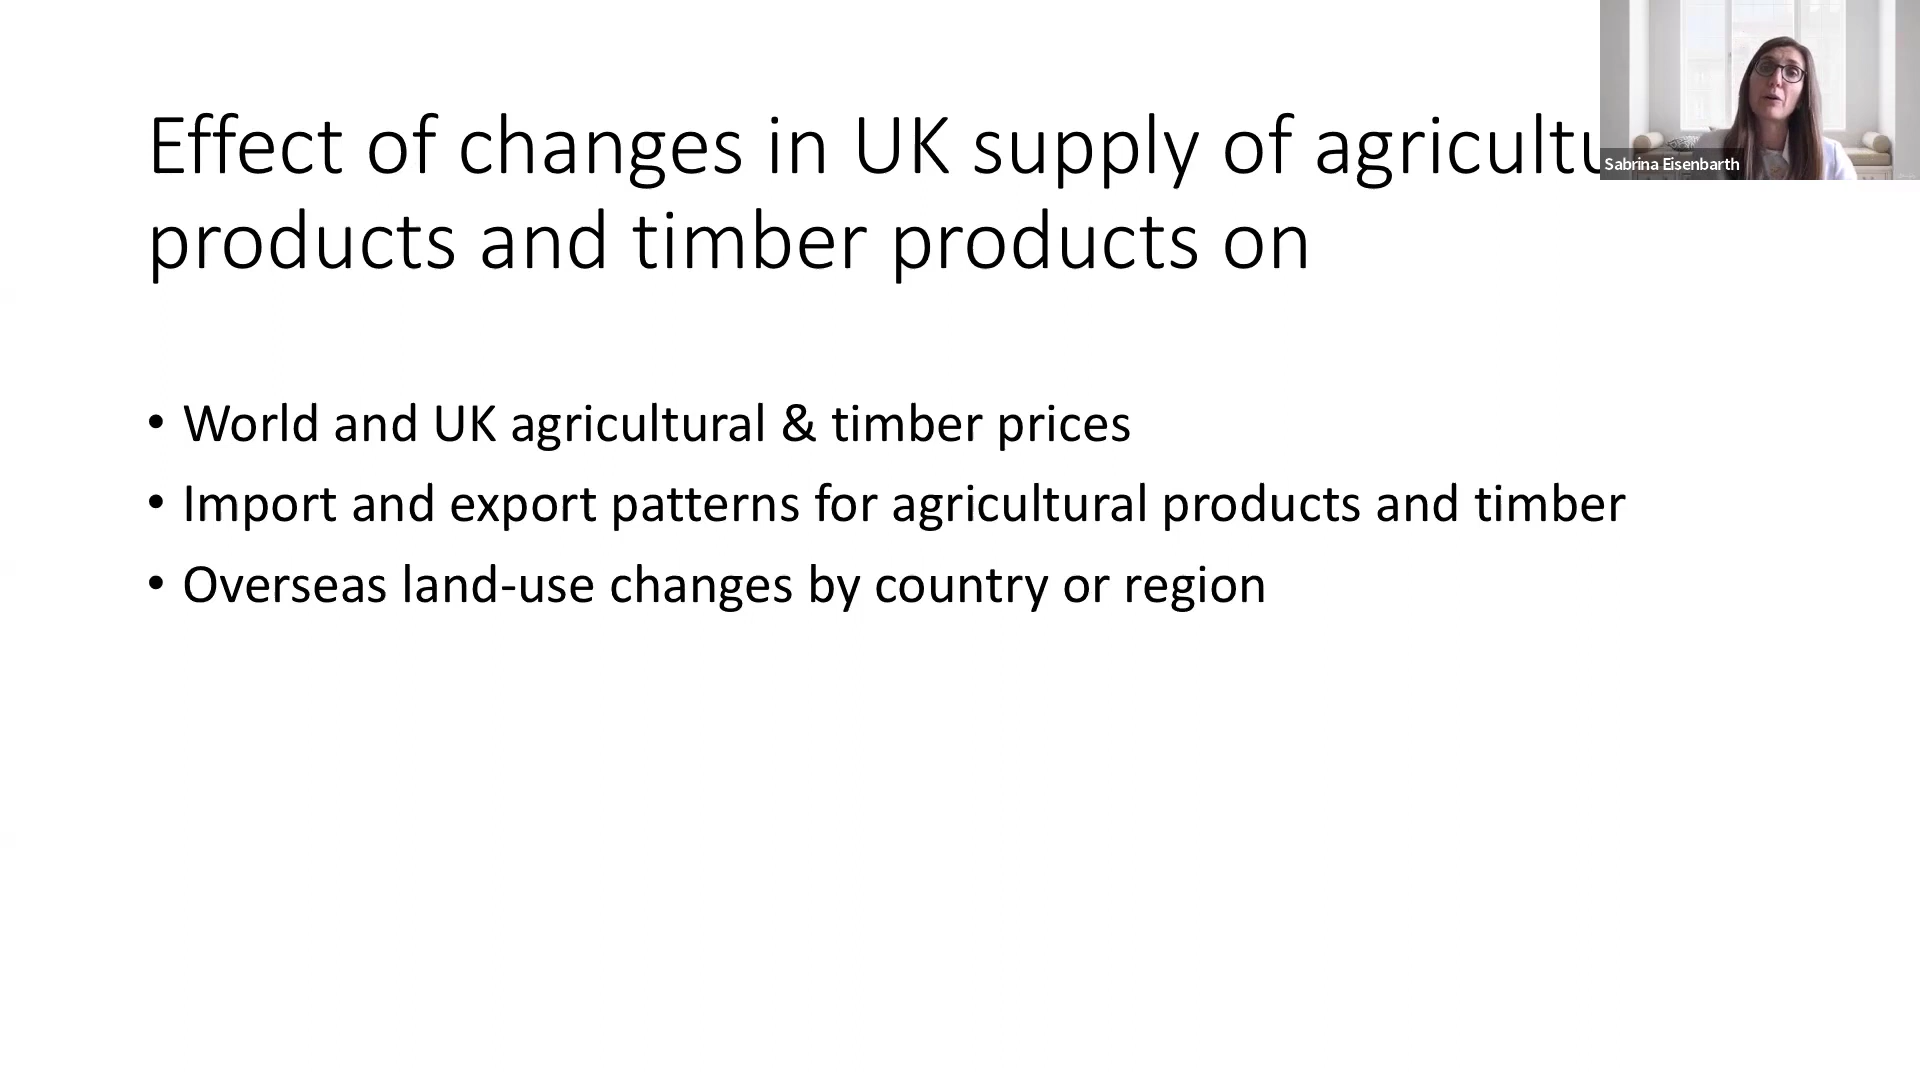 Effect of changes in UK supply of agricultu
products and timber products on
Sabrina Eisenbarth
• World and UK agricultural & timber prices
• Import and export patterns for agricultural products and timber
• Overseas land-use changes by country or region